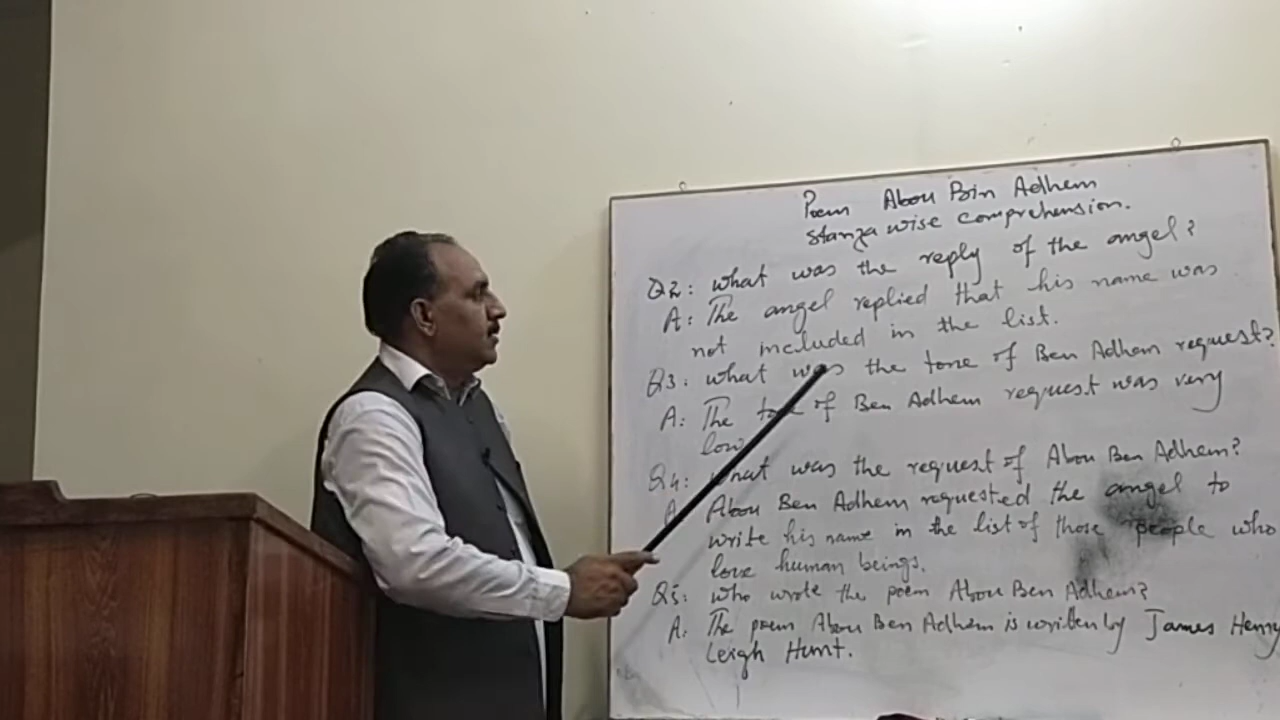 Poem Abou Bin Adhem
Stanza wise comprehension.
Q2: what was the reply of the angel?
A: The angel replied that his name was
not included in the list.
Q3: what was the tone of Ben Adhem request?
A: The tone of Ben Adhem request was very
low
Q4: what was the request of Abou Ben Adhem?
A Abou Ben Adhem requested the angel to
write his name in the list of those people who
love human beings.
Q5: who wrote the poem Abou Ben Adhem?
A: The poem Abou Ben Adhem is written by James Henry
Leigh Hunt.